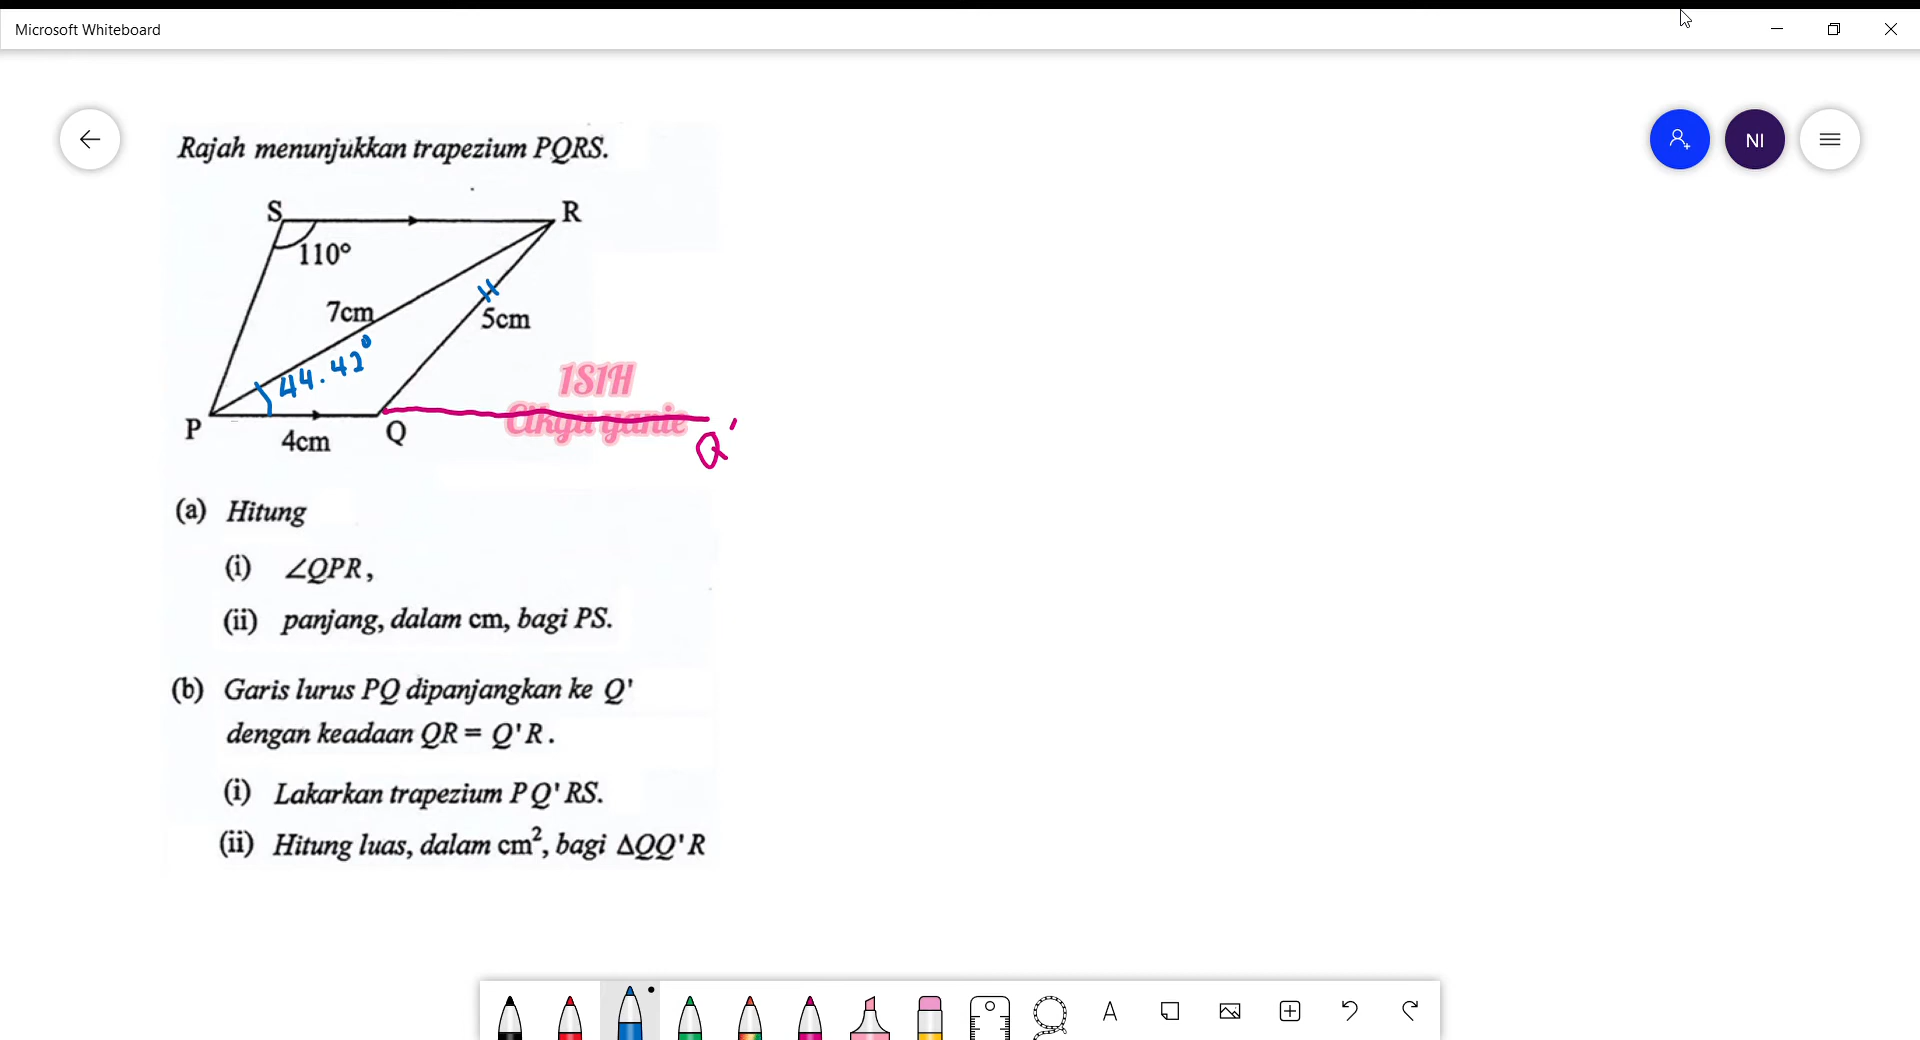 Microsoft Whiteboard
NI
Rajah menunjukkan trapezium PQRS.
S
R
110°
7cm
5cm
44.42°
1S1H
Cikgu yanie
P
4cm
Q
Q'
(a) Hitung
(i) ∠QPR,
(ii) panjang, dalam cm, bagi PS.
(b) Garis lurus PQ dipanjangkan ke Q'
dengan keadaan QR = Q'R.
(i) Lakarkan trapezium PQ'RS.
(ii) Hitung luas, dalam cm², bagi ΔQQ'R
A